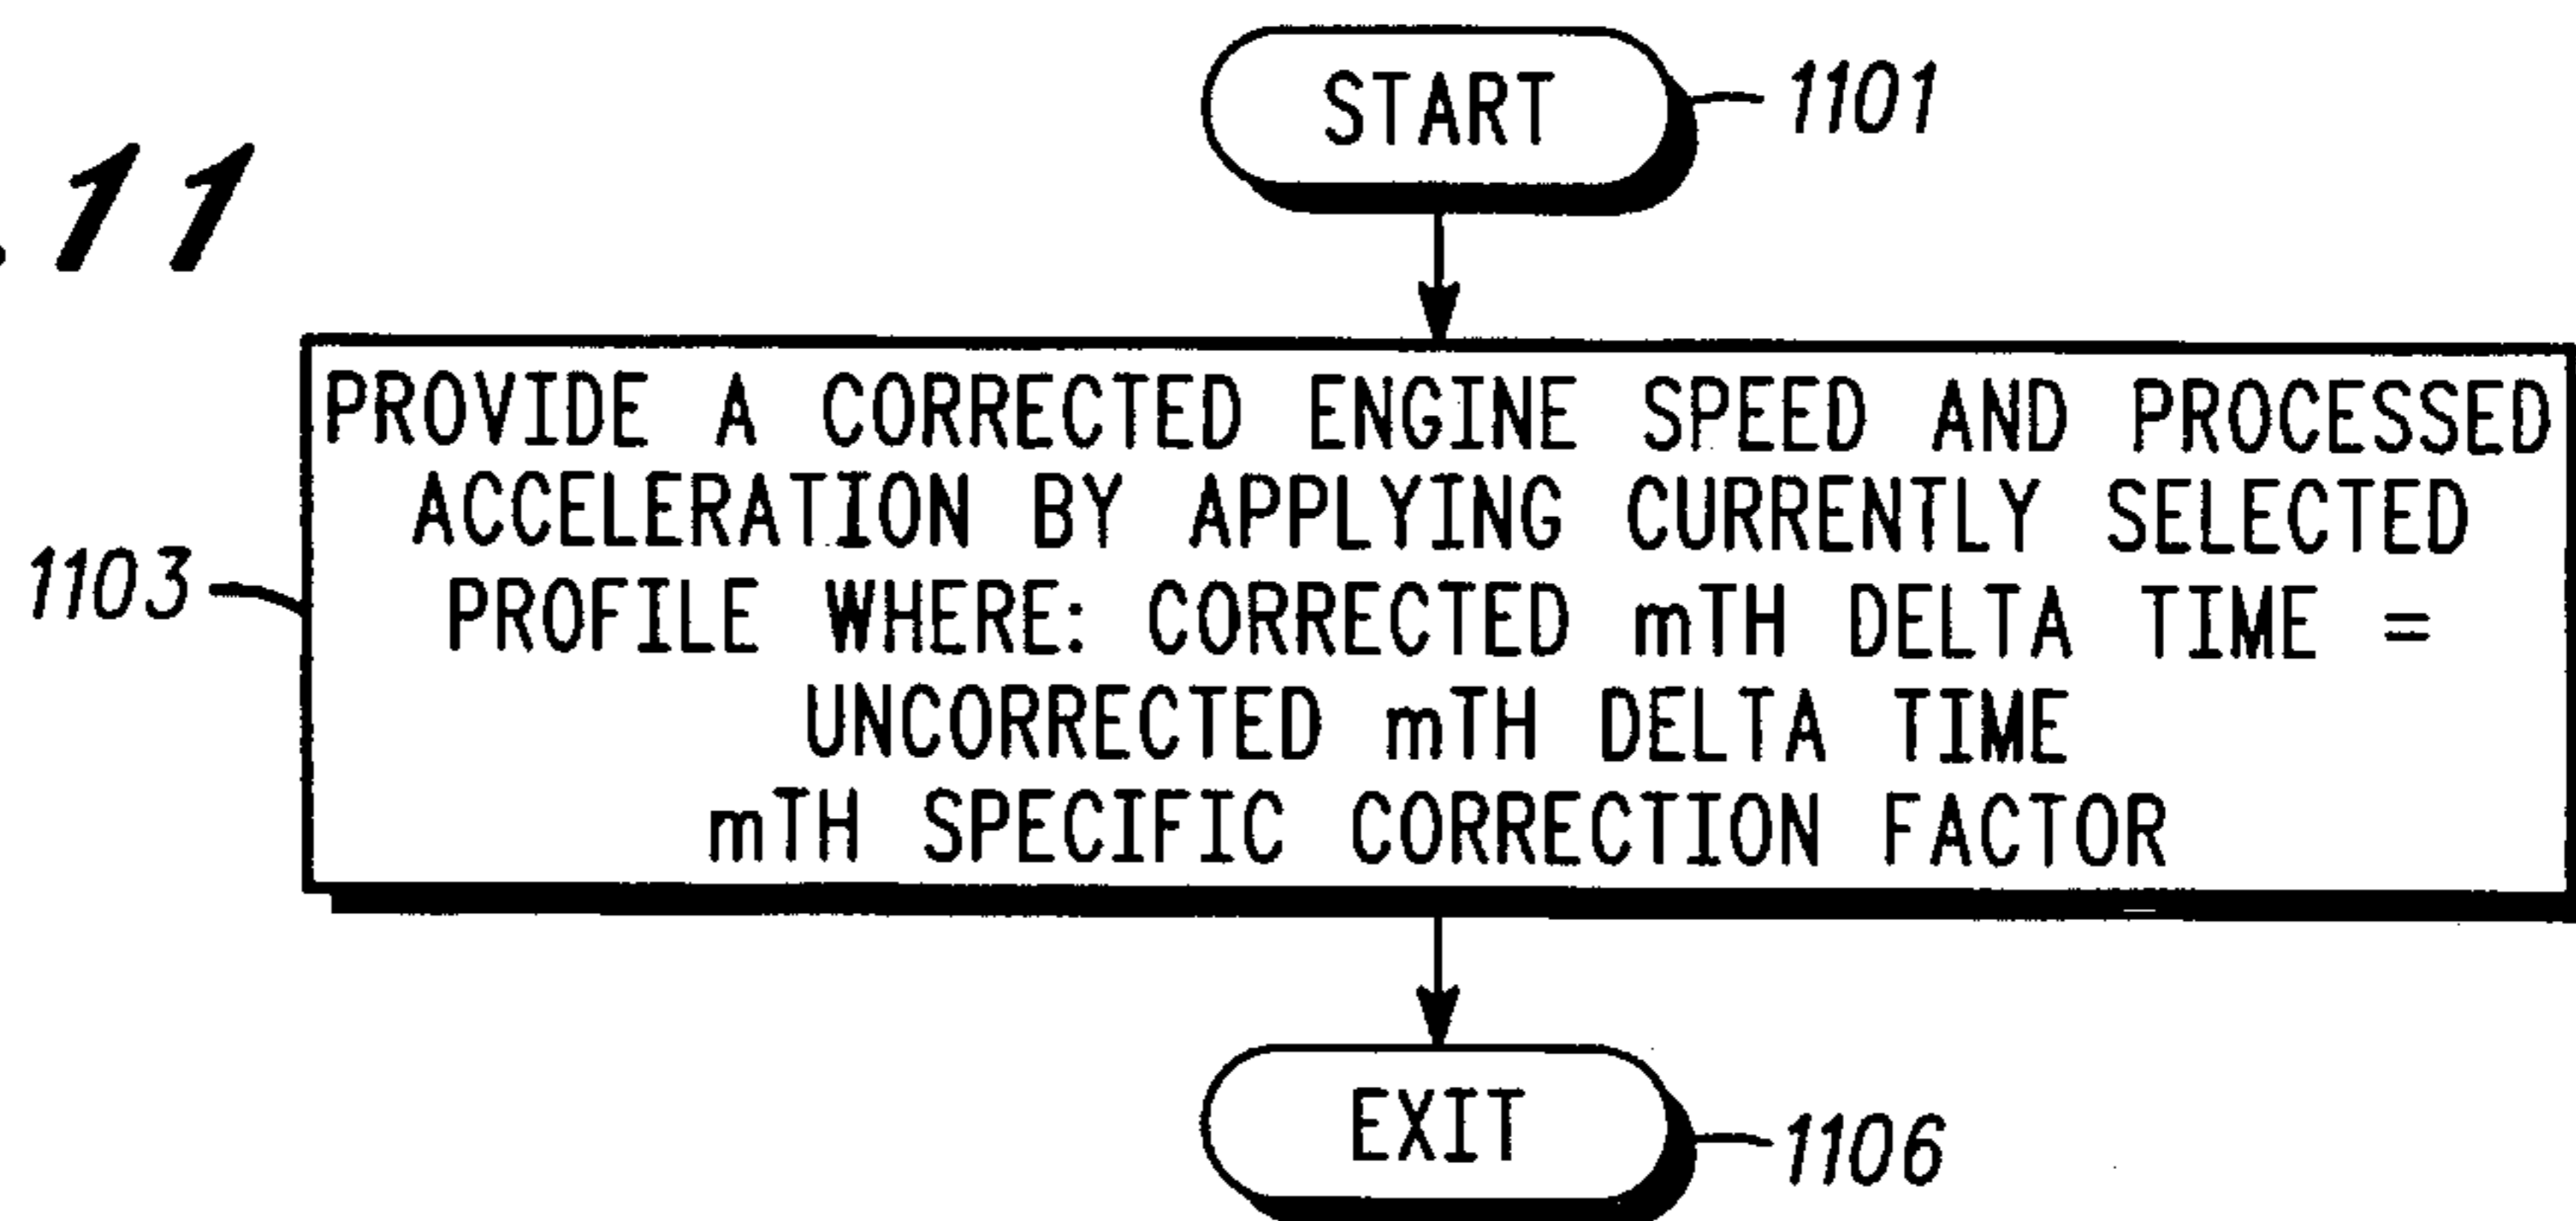 .11
START
1101
PROVIDE A CORRECTED ENGINE SPEED AND PROCESSED
ACCELERATION BY APPLYING CURRENTLY SELECTED
1103
PROFILE WHERE: CORRECTED mTH DELTA TIME =
UNCORRECTED mTH DELTA TIME
mTH SPECIFIC CORRECTION FACTOR
EXIT
1106